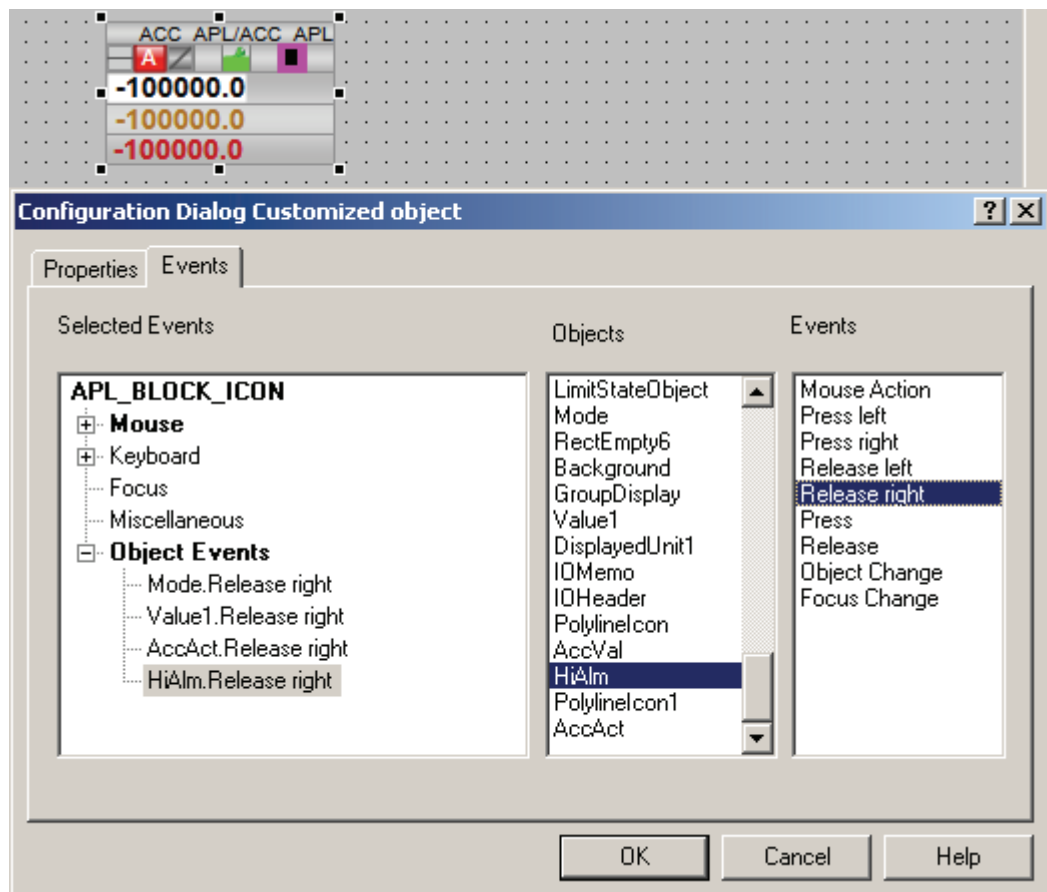 ACC APL/ACC APL
A
-100000.0
-100000.0
-100000.0
Configuration Dialog Customized object
Properties
Events
Selected Events
APL_BLOCK_ICON
Mouse
Keyboard
Focus
Miscellaneous
Object Events
Mode.Release right
Value1.Release right
AccAct.Release right
HiAlm.Release right
Objects
LimitStateObject
Mode
RectEmpty6
Background
GroupDisplay
Value1
DisplayedUnit1
IOMemo
IOHeader
PolylineIcon
AccVal
HiAlm
PolylineIcon1
AccAct
Events
Mouse Action
Press left
Press right
Release left
Release right
Press
Release
Object Change
Focus Change
OK
Cancel
Help